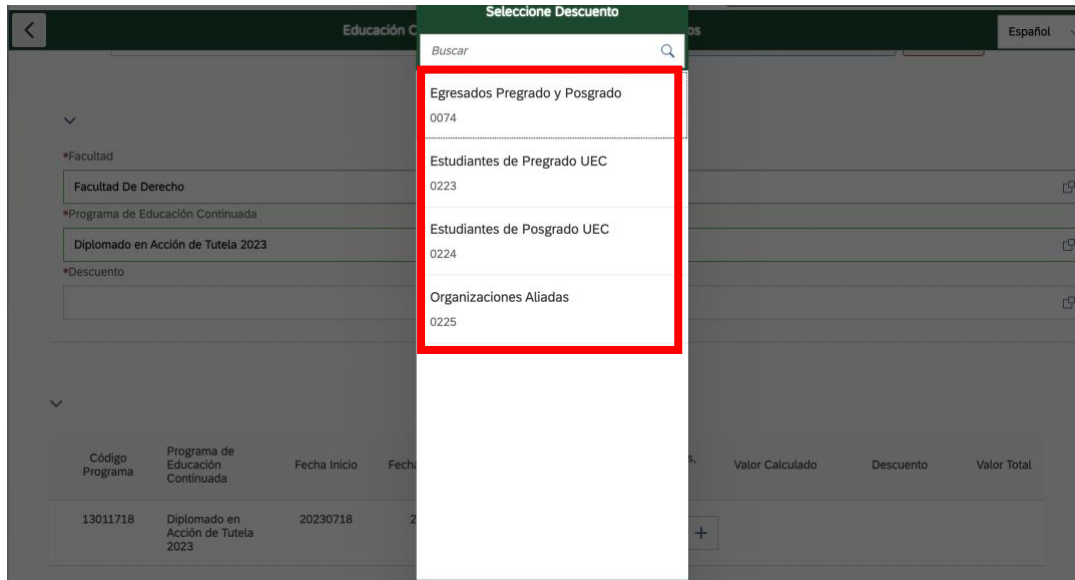 Seleccione Descuento
Educación C
os
Español
Buscar
Egresados Pregrado y Posgrado
0074
*Facultad
Estudiantes de Pregrado UEC
0223
Facultad De Derecho
*Programa de Educación Continuada
Estudiantes de Posgrado UEC
0224
Diplomado en Acción de Tutela 2023
*Descuento
Organizaciones Aliadas
0225
Código Programa
Programa de Educación Continuada
Fecha Inicio
Fecha
s,
Valor Calculado
Descuento
Valor Total
13011718
Diplomado en Acción de Tutela 2023
20230718
2
+